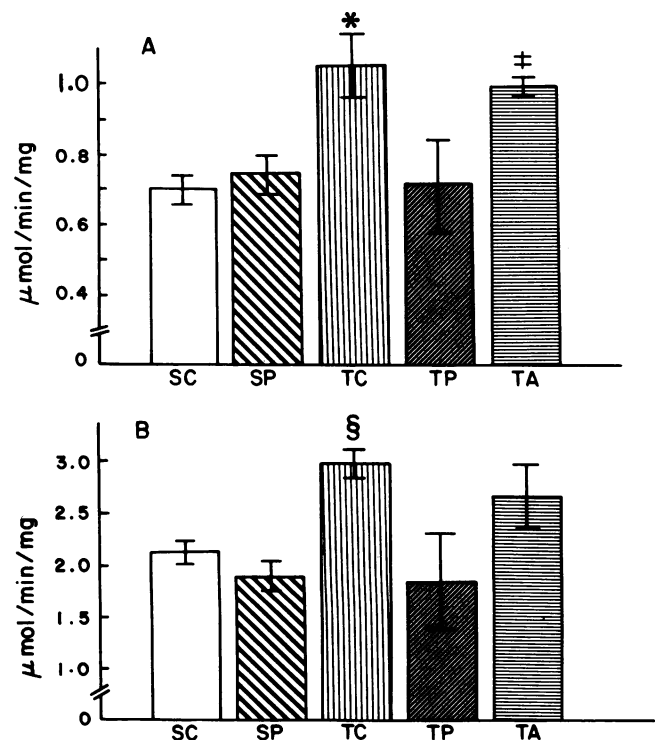 A
*
‡
μmol/min/mg
1.0
0.8
0.6
0.4
0
SC SP TC TP TA
B
§
μmol/min/mg
3.0
2.5
2.0
1.5
1.0
0
SC SP TC TP TA